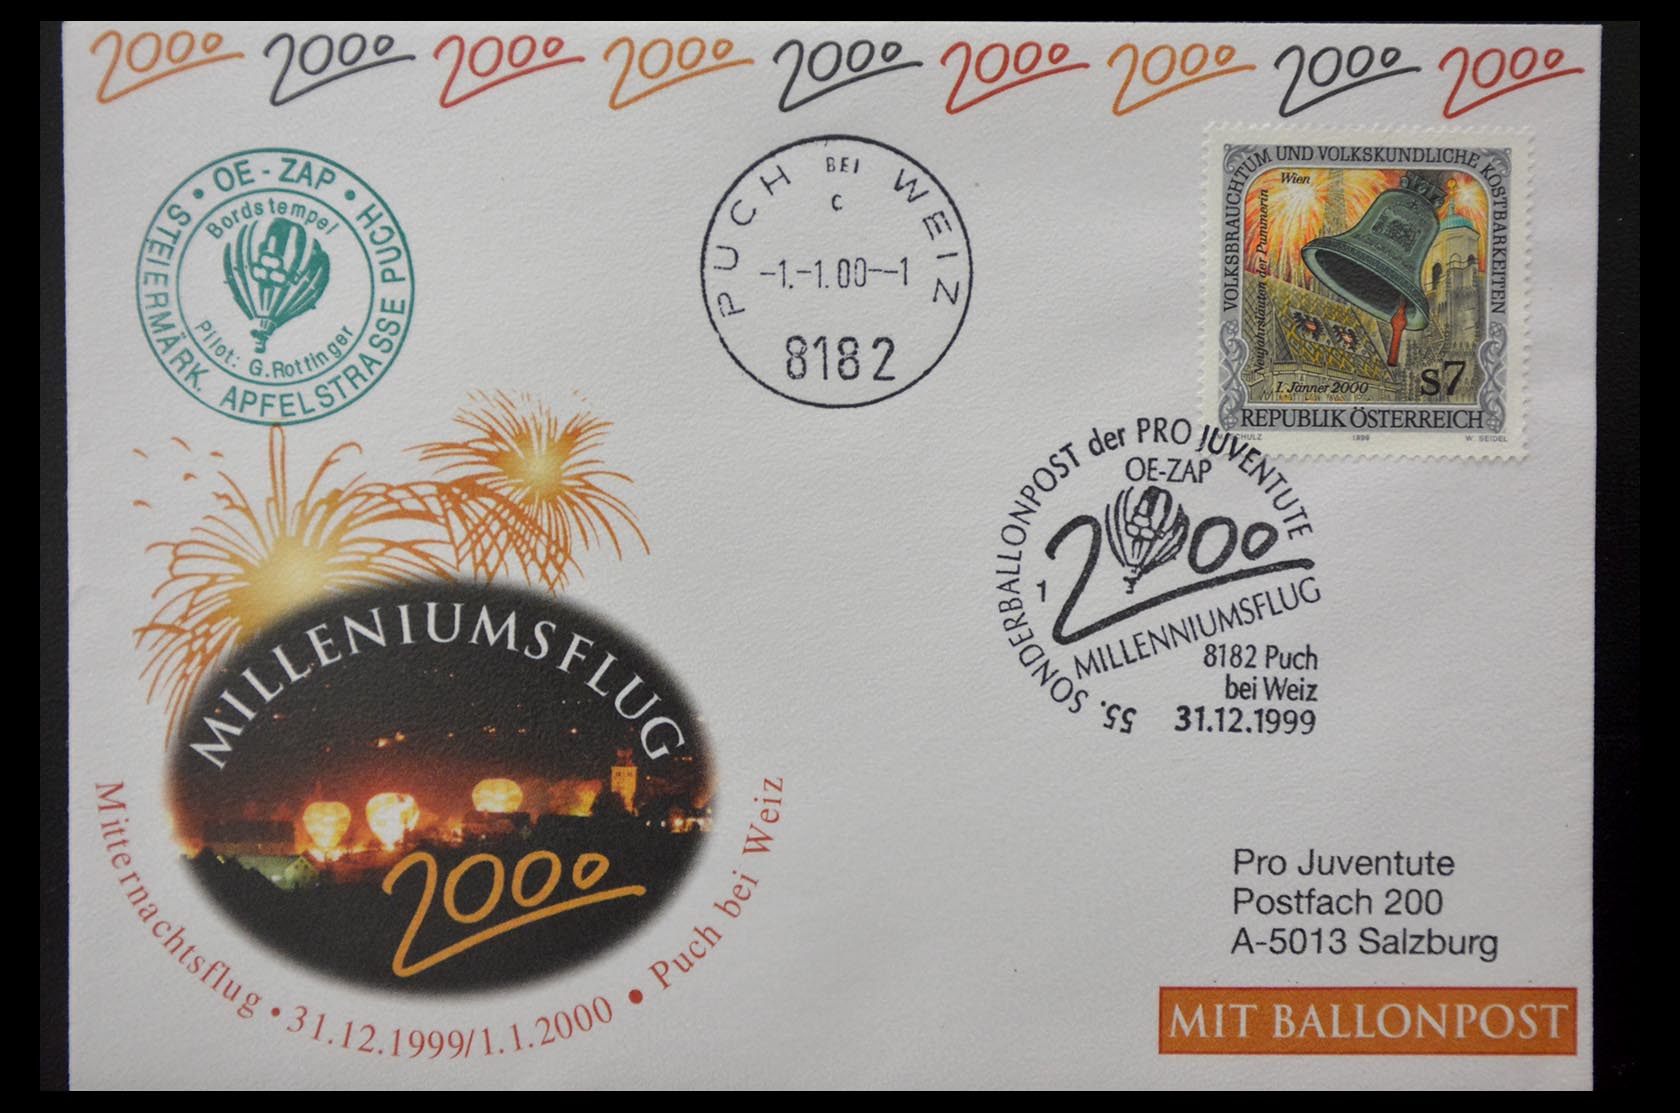 2000 2000 2000 2000 2000 2000 2000 2000 2000
OE-ZAP
STEIERMÄRK. APFELSTRASSE PUCH
Bordstempel
Pilot: G.Rottinger
PUCH BEI WEIZ
c
-1.-1.00--1
8182
VOLKSBRAUCHTUM UND VOLKSKUNDLICHE KOSTBARKEITEN
Wien
Neujahrsläuten der Pummerin
1. Jänner 2000
S7
REPUBLIK ÖSTERREICH
1999
W. SEIDEL
55. SONDERBALLONPOST der PRO JUVENTUTE
OE-ZAP
2000
1
MILLENNIUMSFLUG
8182 Puch
bei Weiz
31.12.1999
MILLENIUMSFLUG
2000
Mitternachtsflug • 31.12.1999/1.1.2000 • Puch bei Weiz
Pro Juventute
Postfach 200
A-5013 Salzburg
MIT BALLONPOST